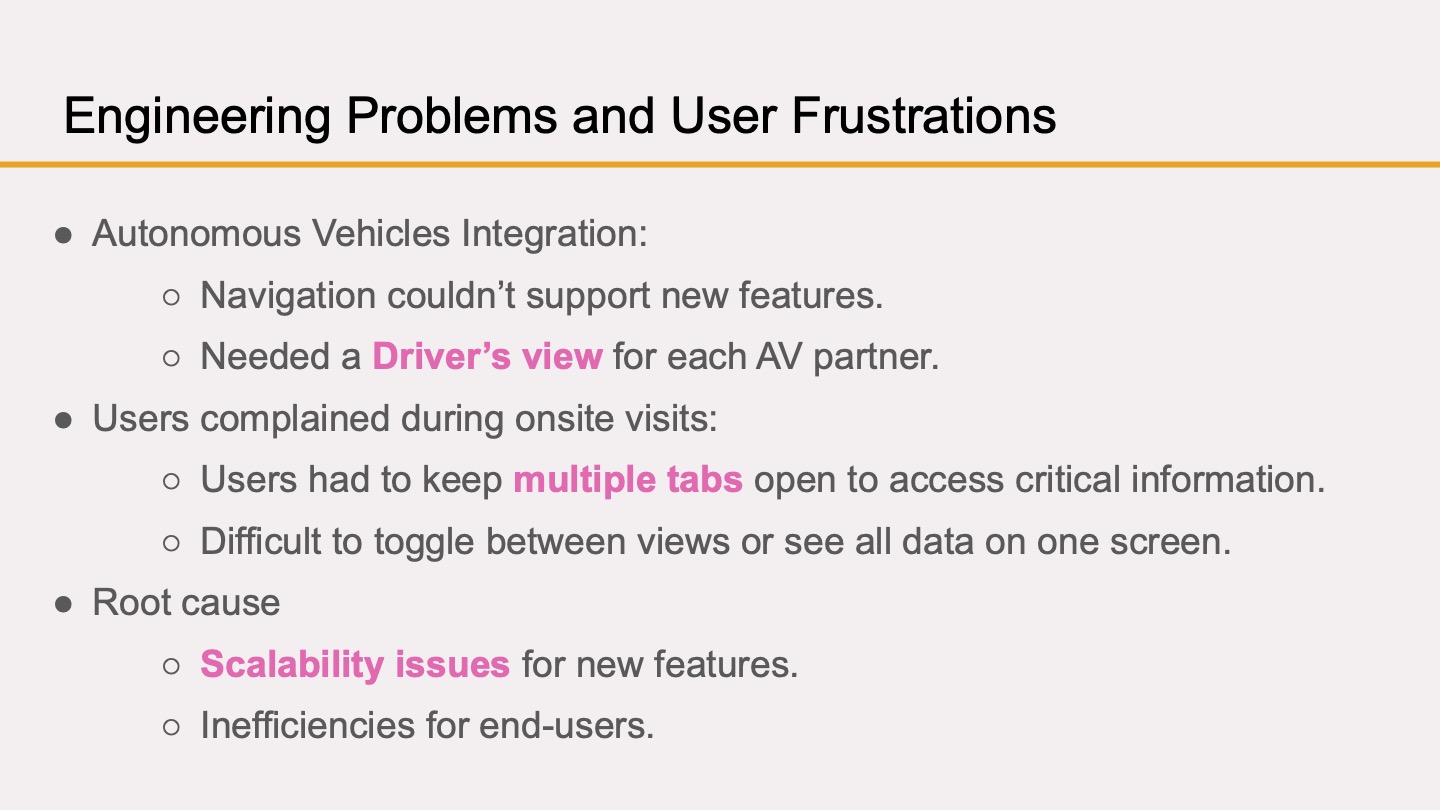 Engineering Problems and User Frustrations
● Autonomous Vehicles Integration:
○ Navigation couldn’t support new features.
○ Needed a Driver’s view for each AV partner.
● Users complained during onsite visits:
○ Users had to keep multiple tabs open to access critical information.
○ Difficult to toggle between views or see all data on one screen.
● Root cause
○ Scalability issues for new features.
○ Inefficiencies for end-users.